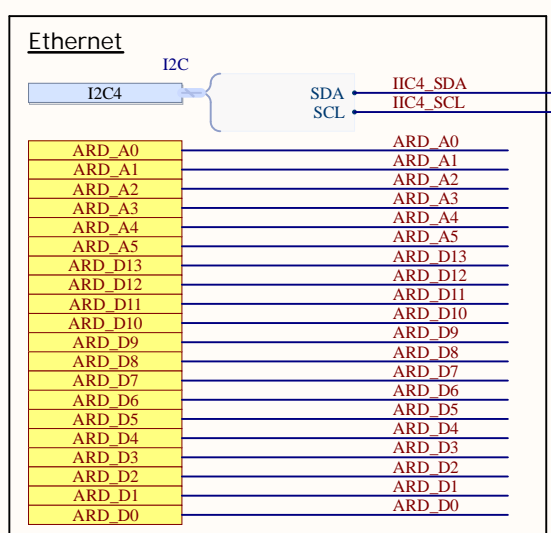 Ethernet
I2C
I2C4
SDA IIC4_SDA
SCL IIC4_SCL
ARD_A0 ARD_A0
ARD_A1 ARD_A1
ARD_A2 ARD_A2
ARD_A3 ARD_A3
ARD_A4 ARD_A4
ARD_A5 ARD_A5
ARD_D13 ARD_D13
ARD_D12 ARD_D12
ARD_D11 ARD_D11
ARD_D10 ARD_D10
ARD_D9 ARD_D9
ARD_D8 ARD_D8
ARD_D7 ARD_D7
ARD_D6 ARD_D6
ARD_D5 ARD_D5
ARD_D4 ARD_D4
ARD_D3 ARD_D3
ARD_D2 ARD_D2
ARD_D1 ARD_D1
ARD_D0 ARD_D0